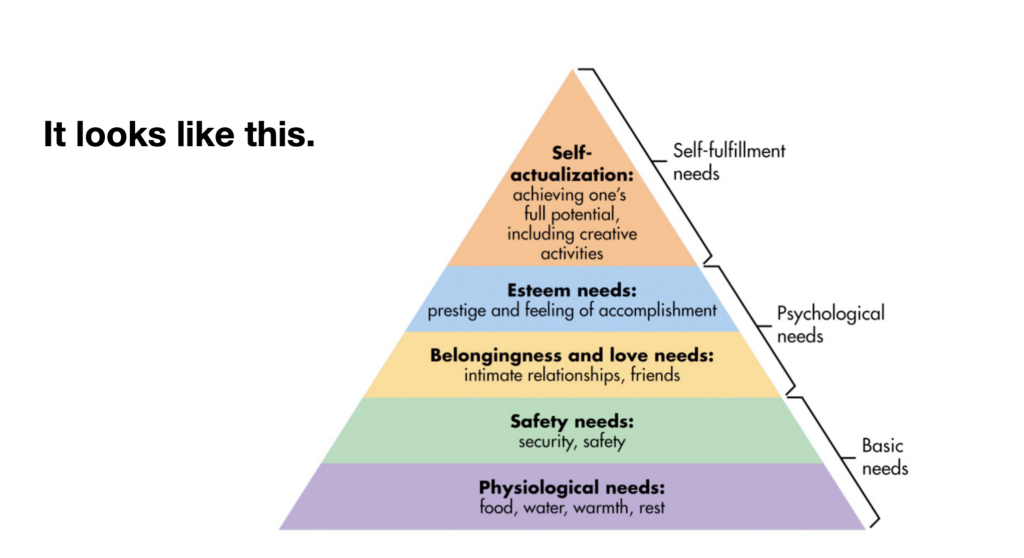 It looks like this.
Self-
actualization:
achieving one's
full potential,
including creative
activities
Self-fulfillment
needs
Esteem needs:
prestige and feeling of accomplishment
Psychological
needs
Belongingness and love needs:
intimate relationships, friends
Safety needs:
security, safety
Basic
needs
Physiological needs:
food, water, warmth, rest